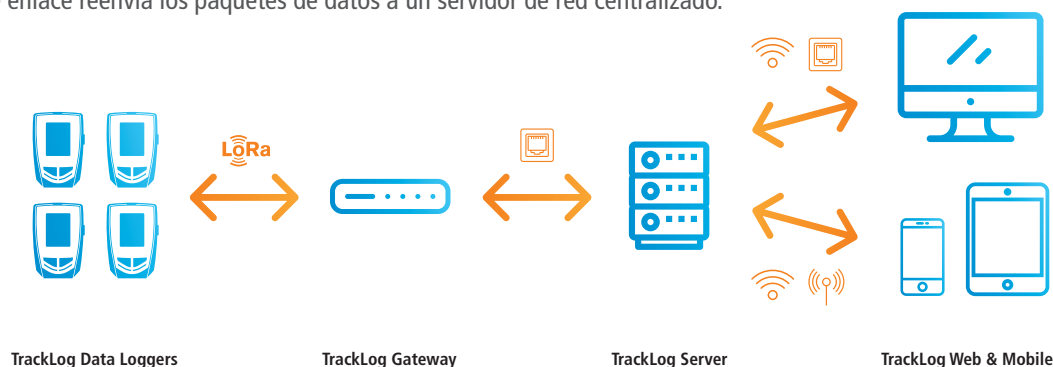 enlace reenvía los paquetes de datos a un servidor de red centralizado.
LoRa
TrackLog Data Loggers TrackLog Gateway TrackLog Server TrackLog Web & Mobile